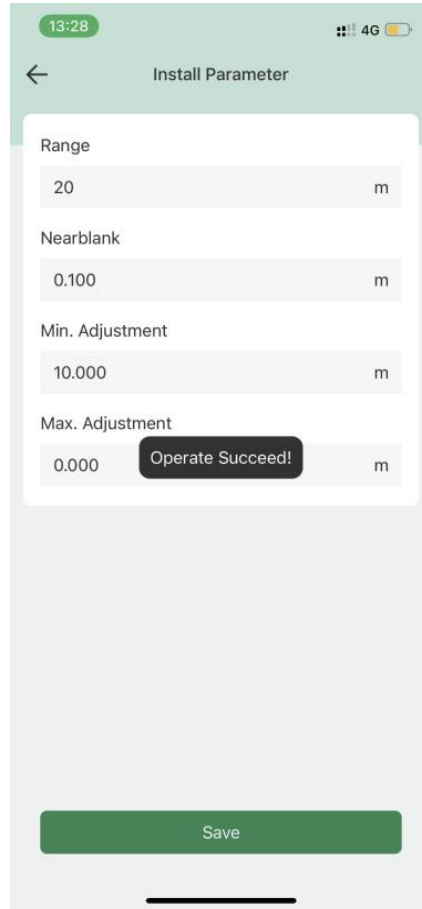 13:28
4G
Install Parameter
Range
20 m
Nearblank
0.100 m
Min. Adjustment
10.000 m
Max. Adjustment
0.000 m
Operate Succeed!
Save